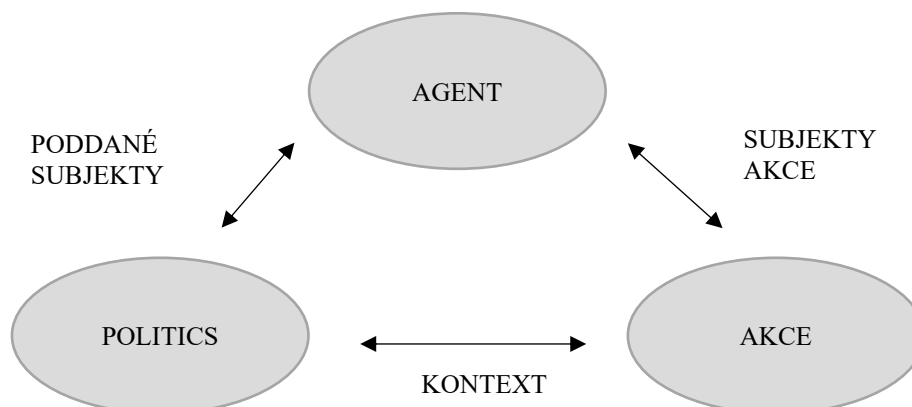 AGENT
PODDANÉ
SUBJEKTY
SUBJEKTY
AKCE
POLITICS
AKCE
KONTEXT